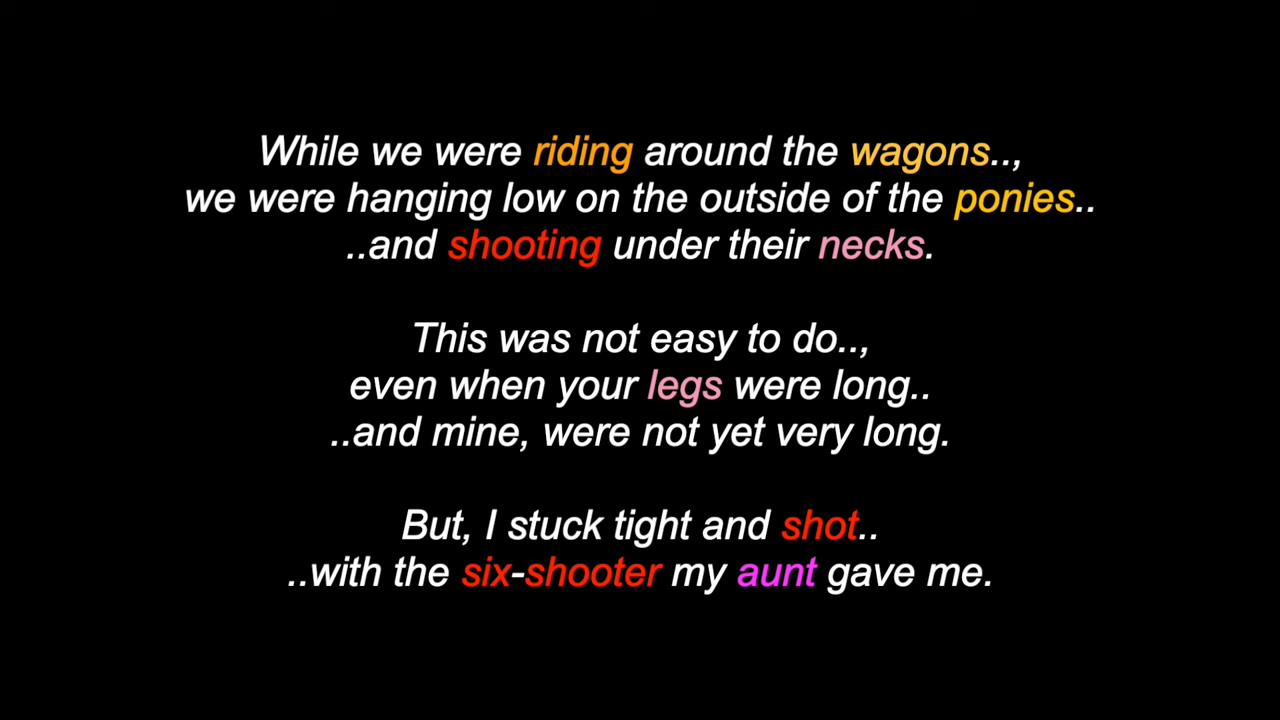 While we were riding around the wagons..,
we were hanging low on the outside of the ponies..
..and shooting under their necks.
This was not easy to do..,
even when your legs were long..
..and mine, were not yet very long.
But, I stuck tight and shot..
..with the six-shooter my aunt gave me.